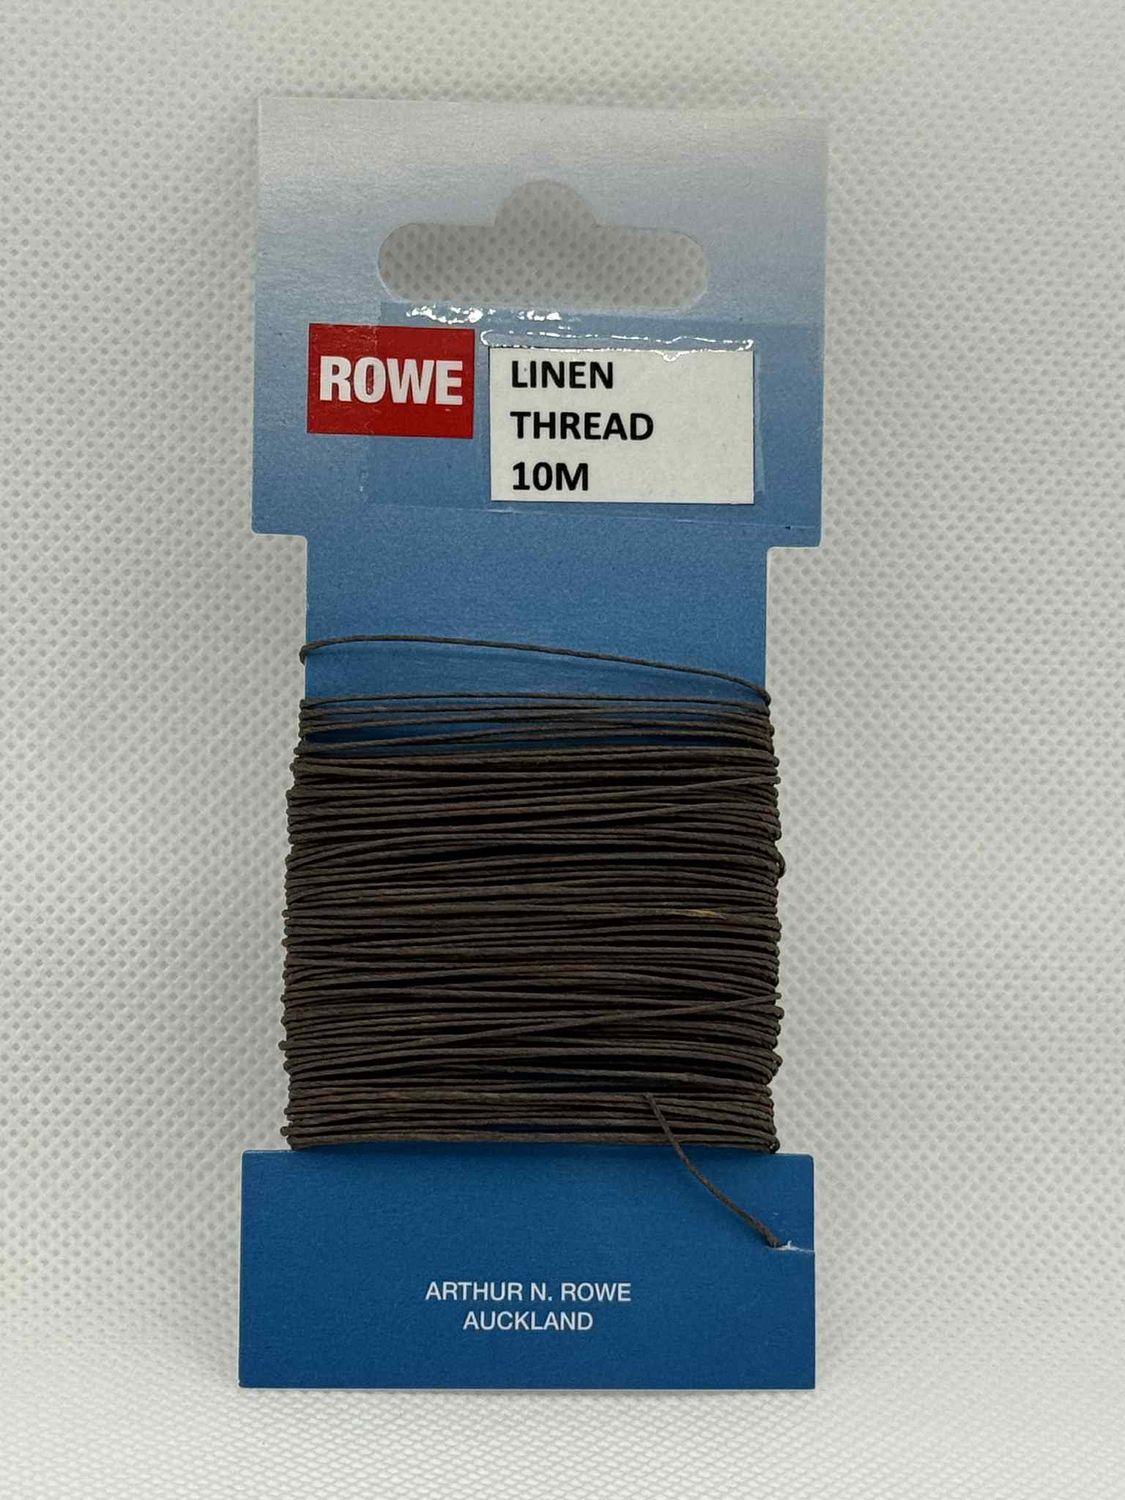 ROWE
LINEN
THREAD
10M
ARTHUR N. ROWE
AUCKLAND